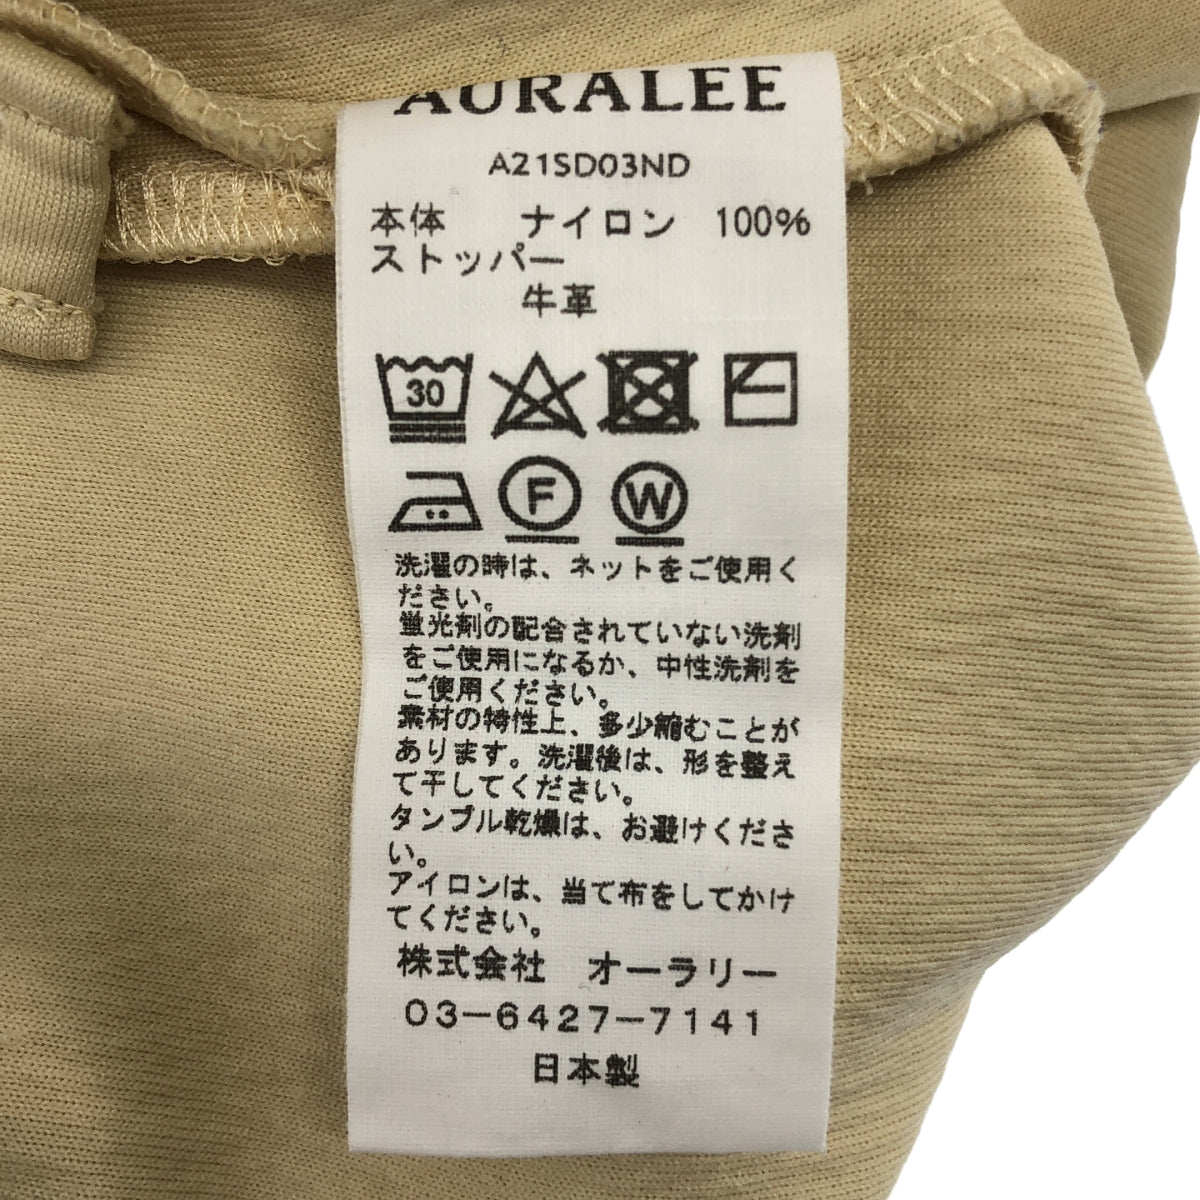 AURALEE
A21SD03ND
本体 ナイロン 100%
ストッパー
牛革
30
F W
洗濯の時は、ネットをご使用く
ださい。
蛍光剤の配合されていない洗剤
をご使用になるか、中性洗剤を
ご使用ください。
素材の特性上、多少縮むことが
あります。洗濯後は、形を整え
て干してください。
タンブル乾燥は、お避けくださ
い。
アイロンは、当て布をしてかけ
てください。
株式会社 オーラリー
03-6427-7141
日本製